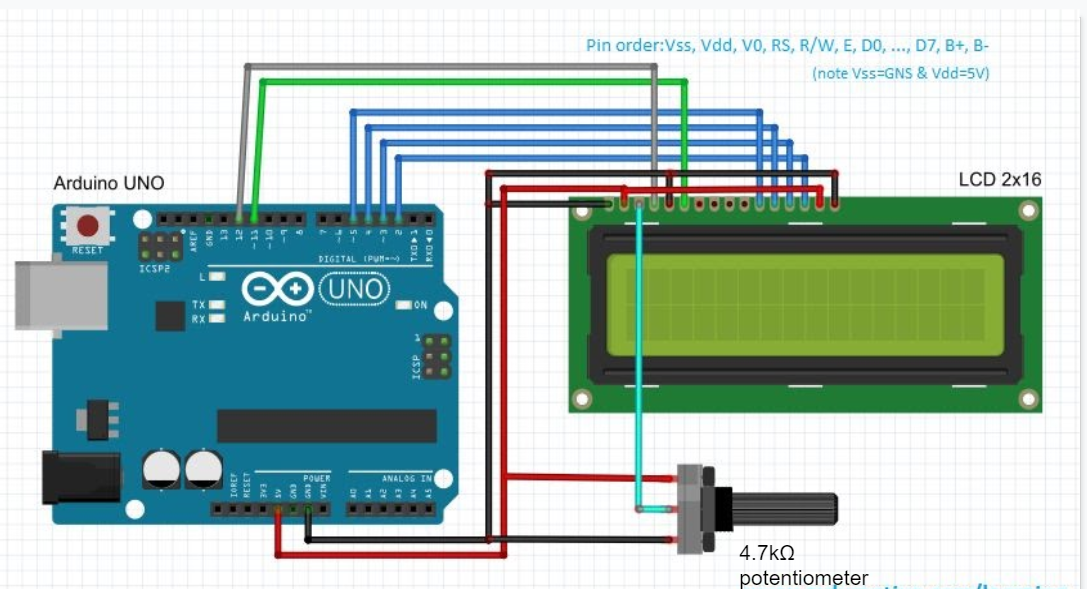 Pin order:Vss, Vdd, V0, RS, R/W, E, D0, ..., D7, B+, B-
(note Vss=GNS & Vdd=5V)
Arduino UNO
LCD 2x16
RESET
ICSP2
AREF
GND
13
12
~11
~10
~9
8
7
~6
~5
4
~3
2
TXD▶1
RXD◀0
DIGITAL (PWM=~)
L
TX
RX
UNO
ON
Arduino™
ICSP
1
POWER
ANALOG IN
IOREF
RESET
3V3
5V
GND
GND
VIN
A0
A1
A2
A3
A4
A5
4.7kΩ
potentiometer